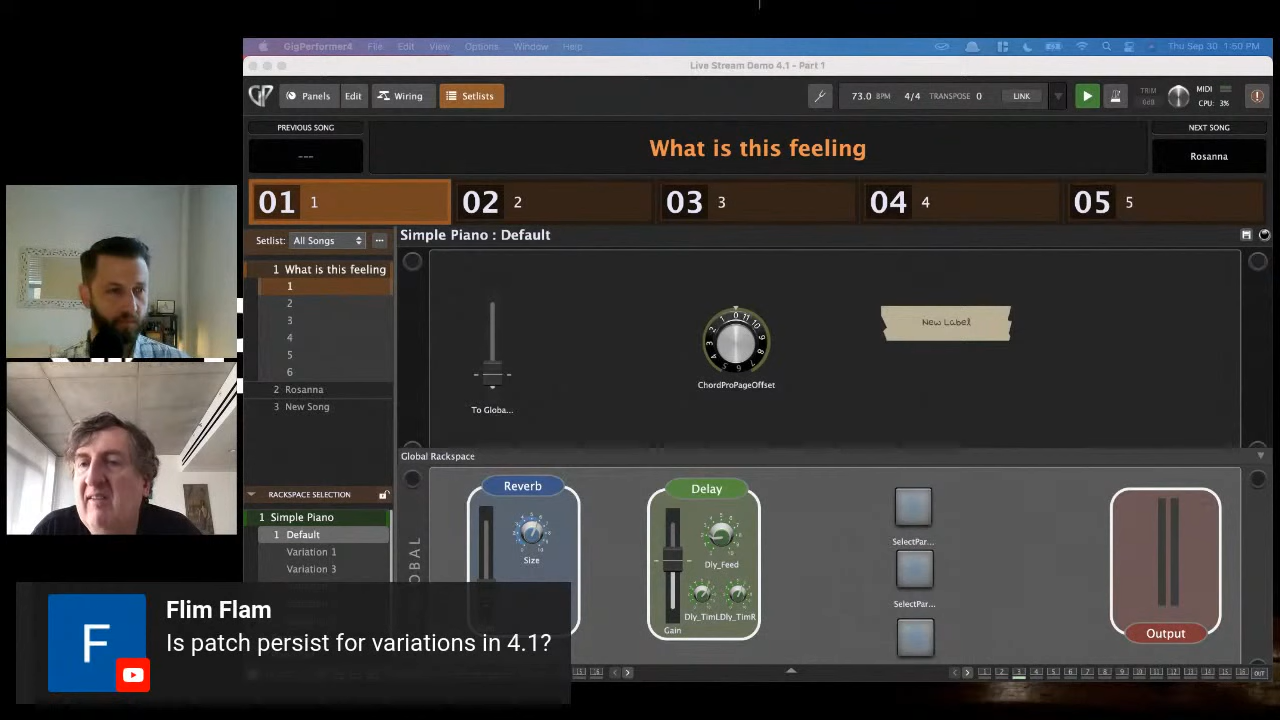 GigPerformer4 File Edit View Options Window Help Thu Sep 30 1:50 PM
Live Stream Demo 4.1 - Part 1
Panels Edit Wiring Setlists 73.0 BPM 4/4 TRANSPOSE 0 LINK TRIM 0dB MIDI CPU: 3%
PREVIOUS SONG
---
What is this feeling
NEXT SONG
Rosanna
01 1 02 2 03 3 04 4 05 5
Setlist: All Songs ...
Simple Piano : Default
1 What is this feeling
1
2
3
4
5
6
2 Rosanna
3 New Song
To Globa...
ChordProPageOffset
New Label
Global Rackspace
RACKSPACE SELECTION
1 Simple Piano
1 Default
Variation 1
Variation 3
Reverb
Size
Delay
Dly_Feed
Dly_TimL Dly_TimR
Gain
SelectPar...
SelectPar...
Output
Flim Flam
Is patch persist for variations in 4.1?
F